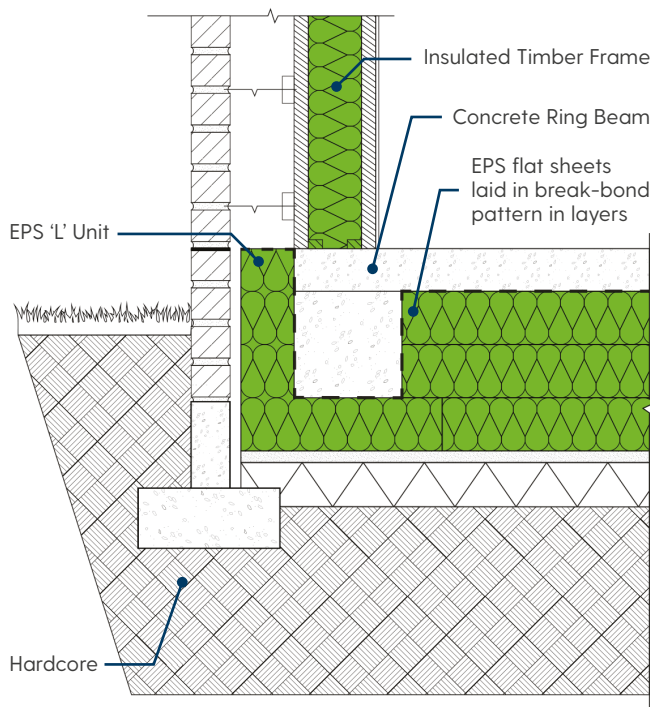 Insulated Timber Frame
Concrete Ring Beam
EPS flat sheets
laid in break-bond
pattern in layers
EPS ‘L’ Unit
Hardcore